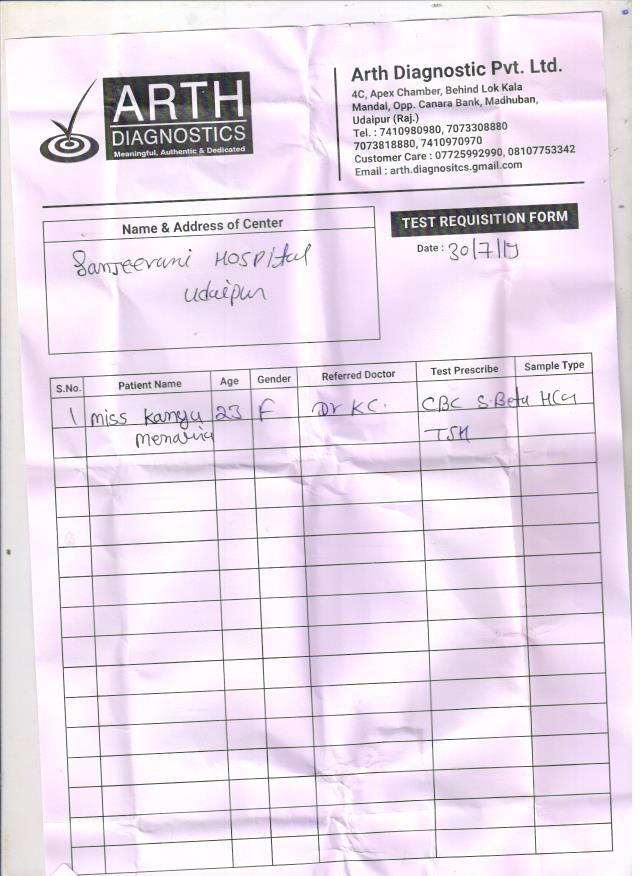 ARTH
DIAGNOSTICS
Meaningful, Authentic & Dedicated
Arth Diagnostic Pvt. Ltd.
4C, Apex Chamber, Behind Lok Kala
Mandal, Opp. Canara Bank, Madhuban,
Udaipur (Raj.)
Tel. : 7410980980, 7073308880
7073818880, 7410970970
Customer Care : 07725992990, 08107753342
Email : arth.diagnositcs.gmail.com
Name & Address of Center
Sanjeevani HOSPital
Udaipur
TEST REQUISITION FORM
Date : 30/7/19
S.No. Patient Name Age Gender Referred Doctor Test Prescribe Sample Type
1 Miss 23 F Dr KC. CBC S.Beta HCG
Menaria TSH